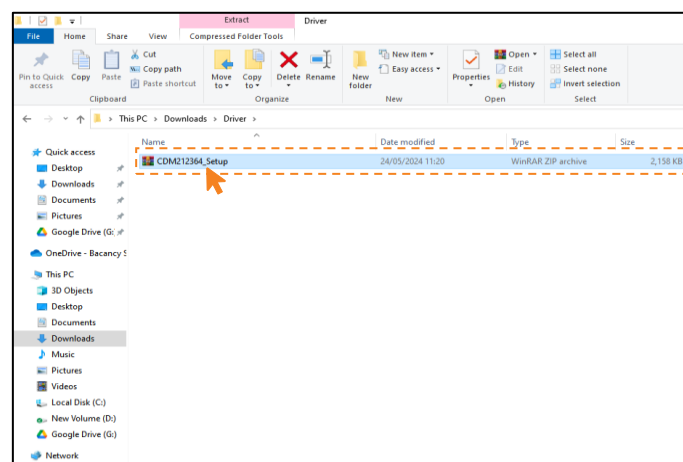 Extract Driver
File Home Share View Compressed Folder Tools
Pin to Quick access
Copy
Paste
Cut
Copy path
Paste shortcut
Clipboard
Move to
Copy to
Delete
Rename
Organize
New folder
New item
Easy access
New
Properties
Open
Edit
History
Open
Select all
Select none
Invert selection
Select
This PC > Downloads > Driver >
Name Date modified Type Size
CDM212364_Setup 24/05/2024 11:20 WinRAR ZIP archive 2,158 KB
Quick access
Desktop
Downloads
Documents
Pictures
Google Drive (G:
OneDrive - Bacancy S
This PC
3D Objects
Desktop
Documents
Downloads
Music
Pictures
Videos
Local Disk (C:)
New Volume (D:)
Google Drive (G:)
Network